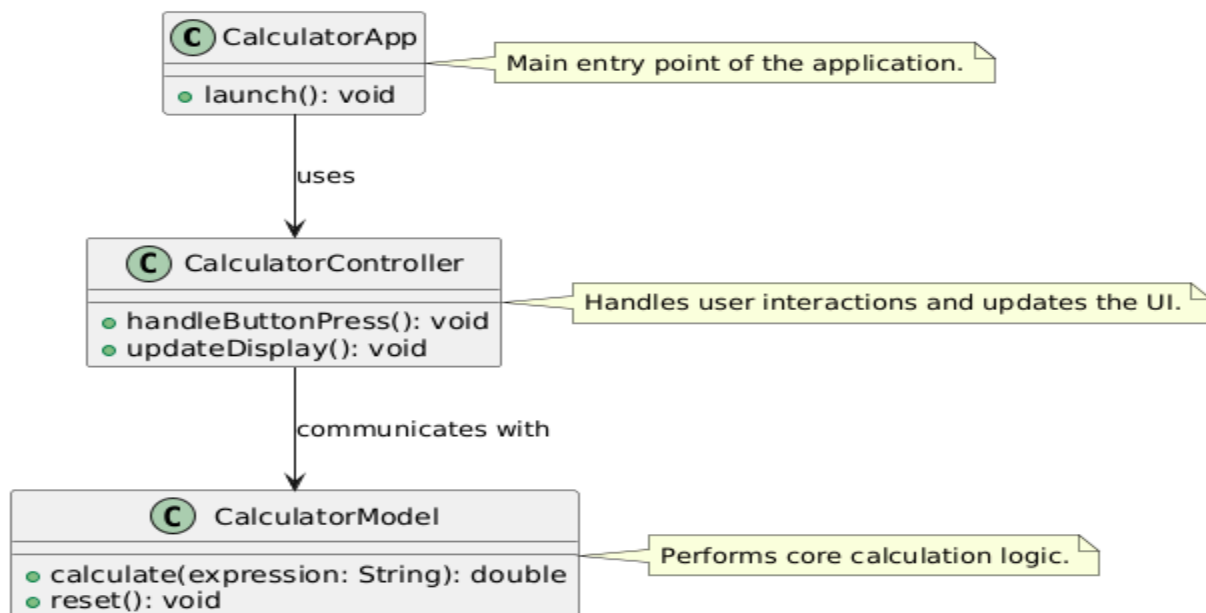 C CalculatorApp
launch(): void
Main entry point of the application.
uses
C CalculatorController
handleButtonPress(): void
updateDisplay(): void
Handles user interactions and updates the UI.
communicates with
C CalculatorModel
calculate(expression: String): double
reset(): void
Performs core calculation logic.